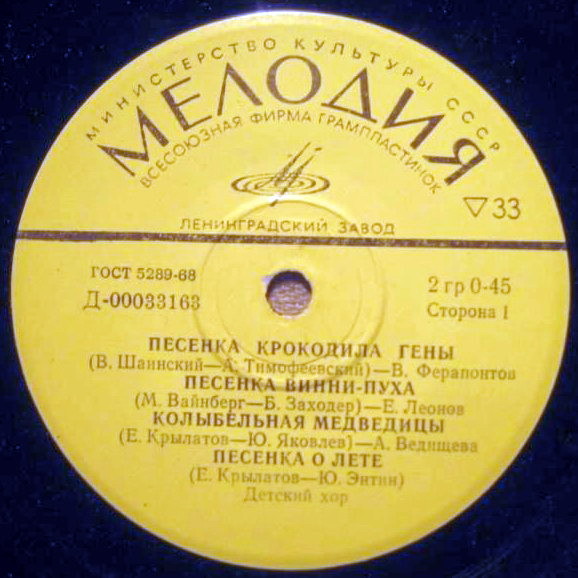 МИНИСТЕРСТВО КУЛЬТУРЫ СССР
МЕЛОДИЯ
ВСЕСОЮЗНАЯ ФИРМА ГРАМПЛАСТИНОК
▽33
ЛЕНИНГРАДСКИЙ ЗАВОД
ГОСТ 5289-68
2 гр 0-45
Д-00033163
Сторона 1
ПЕСЕНКА КРОКОДИЛА ГЕНЫ
(В. Шаинский—А. Тимофеевский)—В. Ферапонтов
ПЕСЕНКА ВИННИ-ПУХА
(М. Вайнберг—Б. Заходер)—Е. Леонов
КОЛЫБЕЛЬНАЯ МЕДВЕДИЦЫ
(Е. Крылатов—Ю. Яковлев)—А. Ведищева
ПЕСЕНКА О ЛЕТЕ
(Е. Крылатов—Ю. Энтин)
Детский хор